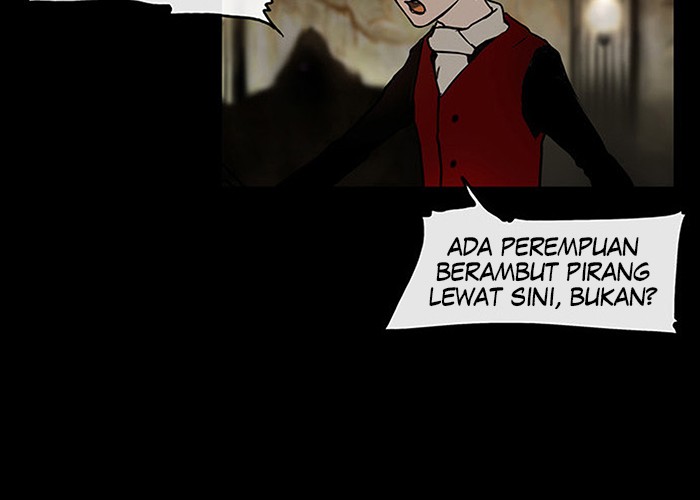 ADA PEREMPUAN
BERAMBUT PIRANG
LEWAT SINI, BUKAN?